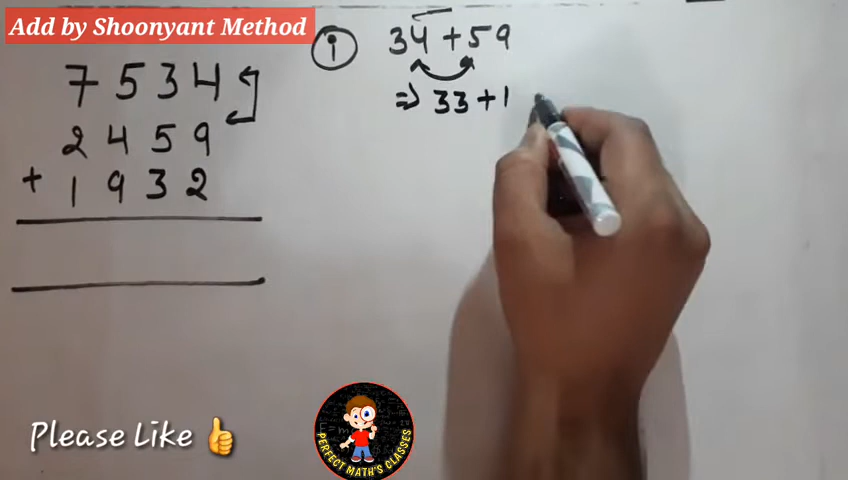 Add by Shoonyant Method
7534
2459
+ 1932
① 34 + 59
⇒ 33 + 1
Please Like 👍
PERFECT MATH'S CLASSES